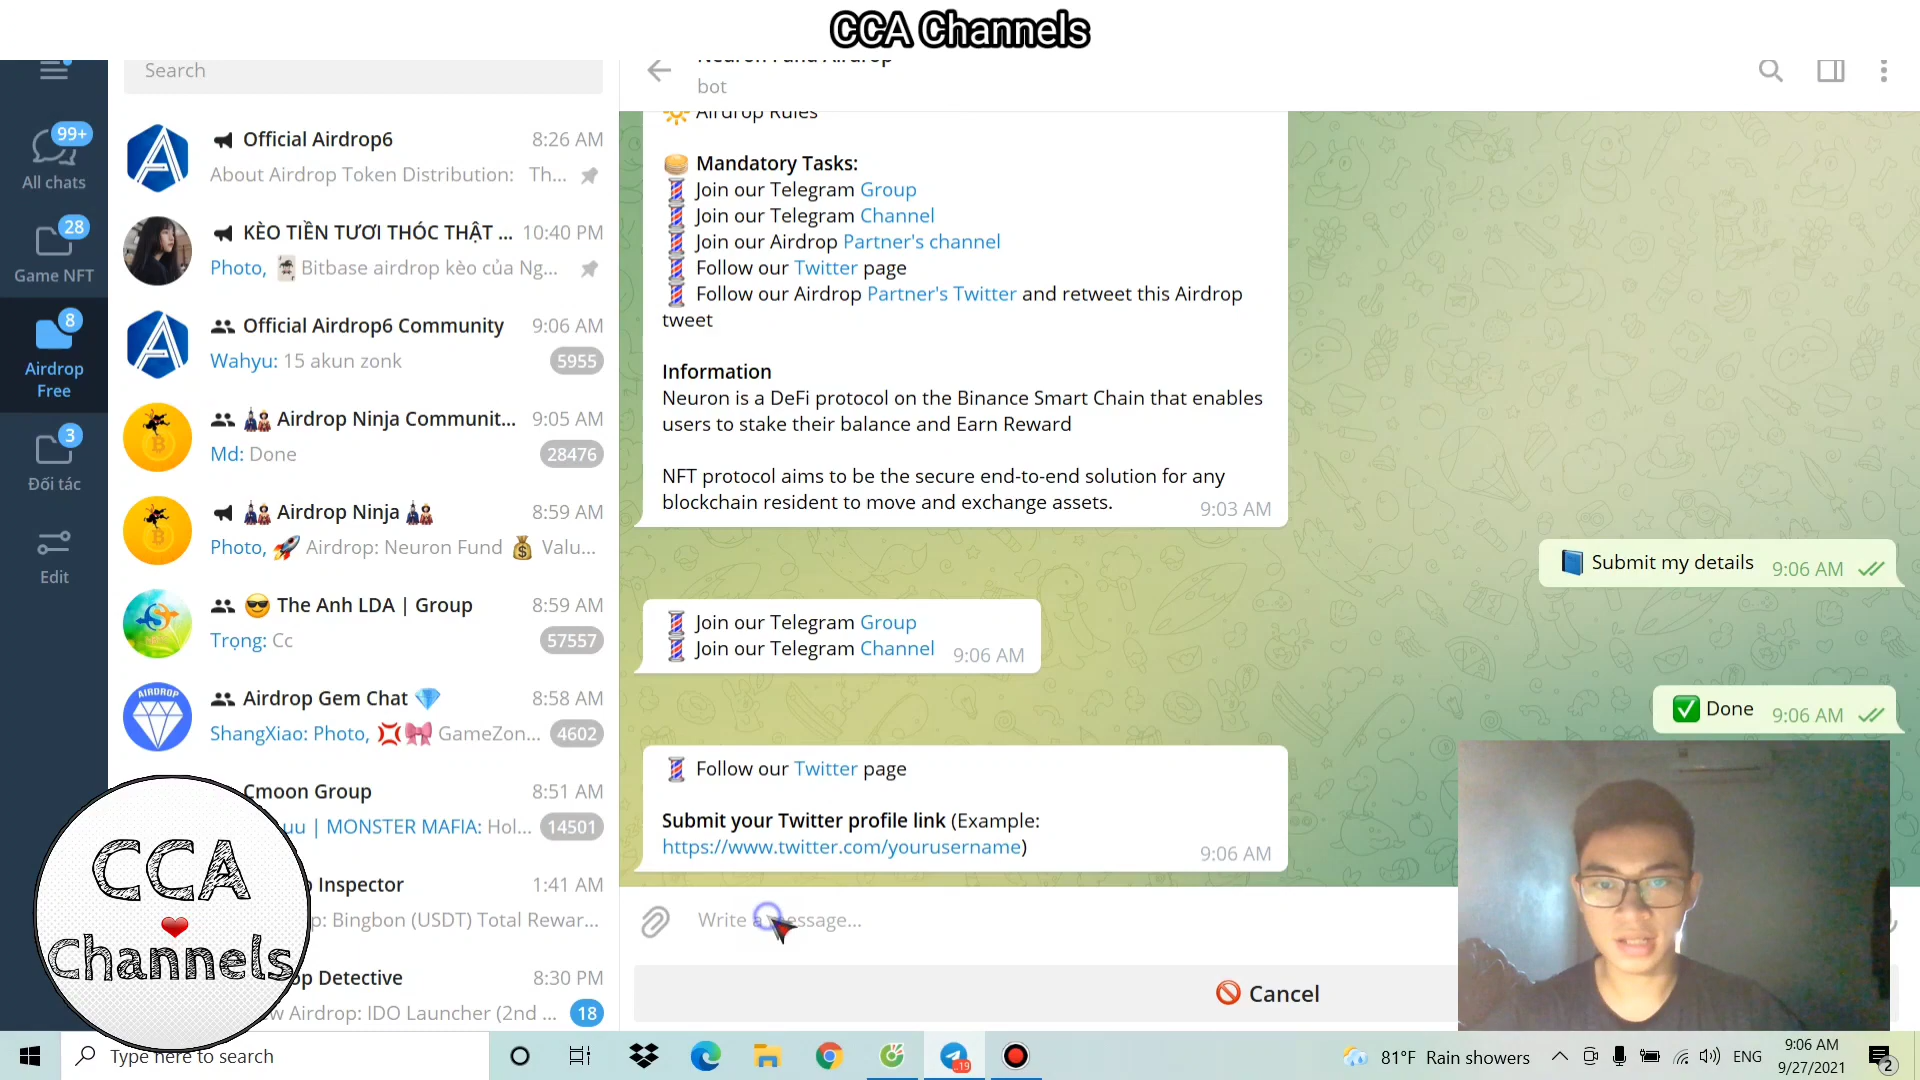 CCA Channels
Search
Neuron Fund Airdrop
bot
99+
All chats
28
Game NFT
8
Airdrop
Free
3
Đối tác
Edit
Official Airdrop6 8:26 AM
About Airdrop Token Distribution: Th...
KÈO TIỀN TƯƠI THÓC THẬT ... 10:40 PM
Photo, Bitbase airdrop kèo của Ng...
Official Airdrop6 Community 9:06 AM
Wahyu: 15 akun zonk 5955
Airdrop Ninja Communit... 9:05 AM
Md: Done 28476
Airdrop Ninja 8:59 AM
Photo, Airdrop: Neuron Fund Valu...
The Anh LDA | Group 8:59 AM
Trọng: Cc 57557
AIRDROP
Airdrop Gem Chat 8:58 AM
ShangXiao: Photo, GameZon... 4602
Cmoon Group 8:51 AM
uu | MONSTER MAFIA: Hol... 14501
Inspector 1:41 AM
p: Bingbon (USDT) Total Rewar...
op Detective 8:30 PM
w Airdrop: IDO Launcher (2nd ... 18
CCA
Channels
Airdrop Rules
Mandatory Tasks:
Join our Telegram Group
Join our Telegram Channel
Join our Airdrop Partner's channel
Follow our Twitter page
Follow our Airdrop Partner's Twitter and retweet this Airdrop
tweet
Information
Neuron is a DeFi protocol on the Binance Smart Chain that enables
users to stake their balance and Earn Reward
NFT protocol aims to be the secure end-to-end solution for any
blockchain resident to move and exchange assets. 9:03 AM
Submit my details 9:06 AM
Join our Telegram Group
Join our Telegram Channel 9:06 AM
Done 9:06 AM
Follow our Twitter page
Submit your Twitter profile link (Example:
https://www.twitter.com/yourusername) 9:06 AM
Write a message...
Cancel
Type here to search
..19
81°F Rain showers
ENG
9:06 AM
9/27/2021
2